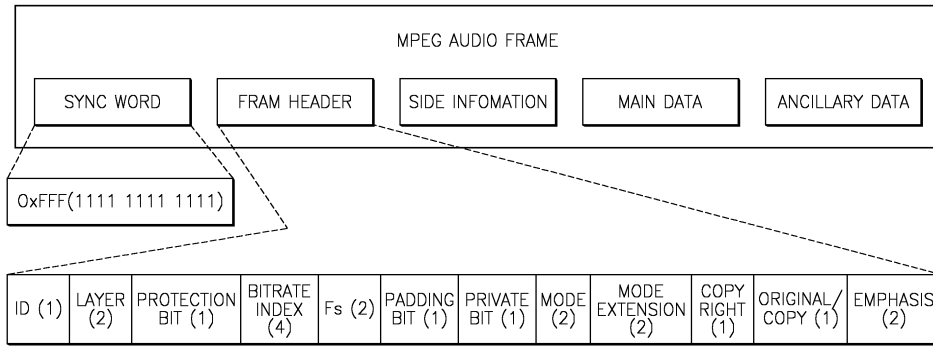 MPEG AUDIO FRAME
SYNC WORD
FRAM HEADER
SIDE INFOMATION
MAIN DATA
ANCILLARY DATA
0xFFF(1111 1111 1111)
ID (1)
LAYER
(2)
PROTECTION
BIT (1)
BITRATE
INDEX
(4)
Fs (2)
PADDING
BIT (1)
PRIVATE
BIT (1)
MODE
(2)
MODE
EXTENSION
(2)
COPY
RIGHT
(1)
ORIGINAL/
COPY (1)
EMPHASIS
(2)